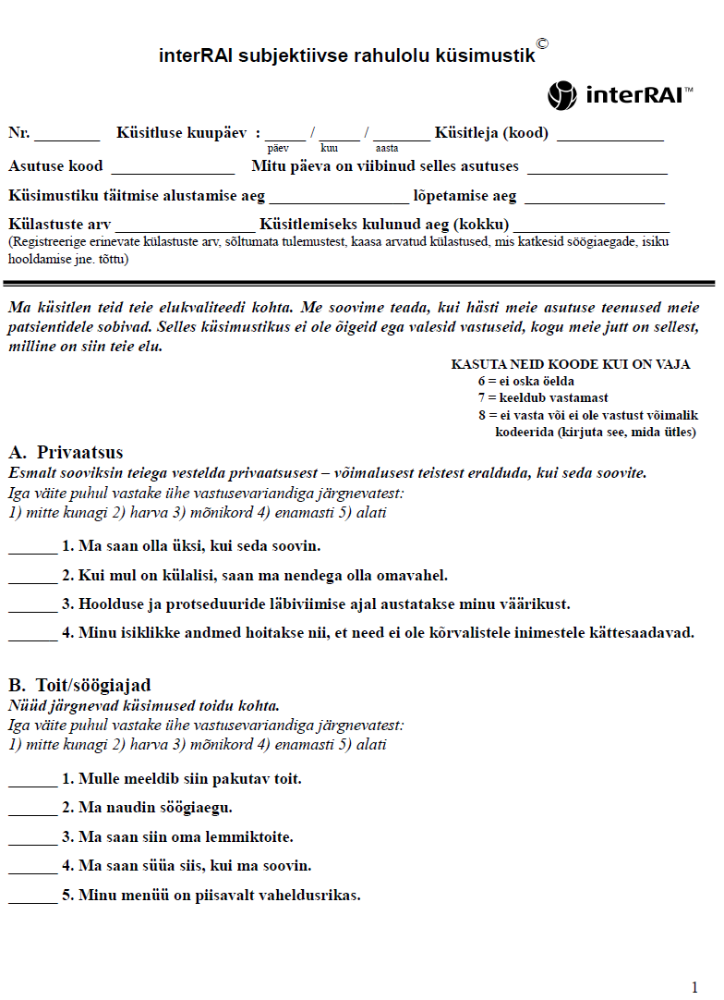 interRAI subjektiivse rahulolu küsimustik©
interRAI™
Nr. ________ Küsitluse kuupäev : _____ / _____ / _______ Küsitleja (kood) _____________
päev kuu aasta
Asutuse kood _______________ Mitu päeva on viibinud selles asutuses _________________
Küsimustiku täitmise alustamise aeg _________________ lõpetamise aeg _________________
Külastuste arv _________________ Küsitlemiseks kulunud aeg (kokku) ___________________
(Registreerige erinevate külastuste arv, sõltumata tulemustest, kaasa arvatud külastused, mis katkesid söögiaegade, isiku
hooldamise jne. tõttu)
Ma küsitlen teid teie elukvaliteedi kohta. Me soovime teada, kui hästi meie asutuse teenused meie
patsientidele sobivad. Selles küsimustikus ei ole õigeid ega valesid vastuseid, kogu meie jutt on sellest,
milline on siin teie elu.
KASUTA NEID KOODE KUI ON VAJA
6 = ei oska öelda
7 = keeldub vastamast
8 = ei vasta või ei ole vastust võimalik
kodeerida (kirjuta see, mida ütles)
A. Privaatsus
Esmalt sooviksin teiega vestelda privaatsusest – võimalusest teistest eralduda, kui seda soovite.
Iga väite puhul vastake ühe vastusevariandiga järgnevatest:
1) mitte kunagi 2) harva 3) mõnikord 4) enamasti 5) alati
______ 1. Ma saan olla üksi, kui seda soovin.
______ 2. Kui mul on külalisi, saan ma nendega olla omavahel.
______ 3. Hoolduse ja protseduuride läbiviimise ajal austatakse minu väärikust.
______ 4. Minu isiklikke andmed hoitakse nii, et need ei ole kõrvalistele inimestele kättesaadavad.
B. Toit/söögiajad
Nüüd järgnevad küsimused toidu kohta.
Iga väite puhul vastake ühe vastusevariandiga järgnevatest:
1) mitte kunagi 2) harva 3) mõnikord 4) enamasti 5) alati
______ 1. Mulle meeldib siin pakutav toit.
______ 2. Ma naudin söögiaegu.
______ 3. Ma saan siin oma lemmiktoite.
______ 4. Ma saan süüa siis, kui ma soovin.
______ 5. Minu menüü on piisavalt vaheldusrikas.
1